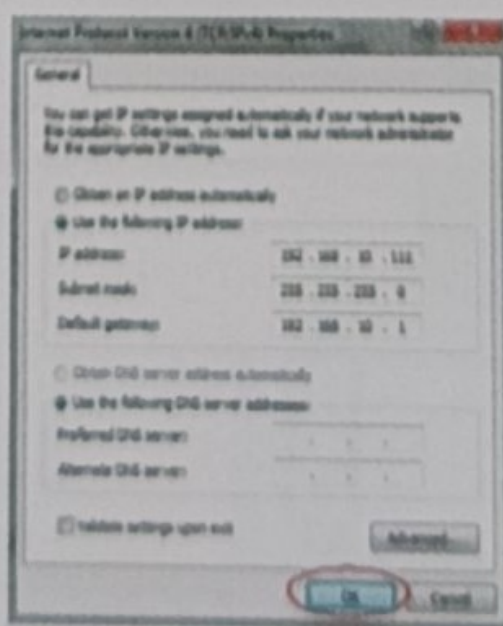 Internet Protocol Version 4 (TCP/IPv4) Properties
General
You can get IP settings assigned automatically if your network supports
this capability. Otherwise, you need to ask your network administrator
for the appropriate IP settings.
Obtain an IP address automatically
Use the following IP address:
IP address:
Subnet mask: 255 . 255 . 255 . 0
Default gateway:
Obtain DNS server address automatically
Use the following DNS server addresses:
Preferred DNS server:
Alternate DNS server:
Validate settings upon exit
Advanced...
OK
Cancel